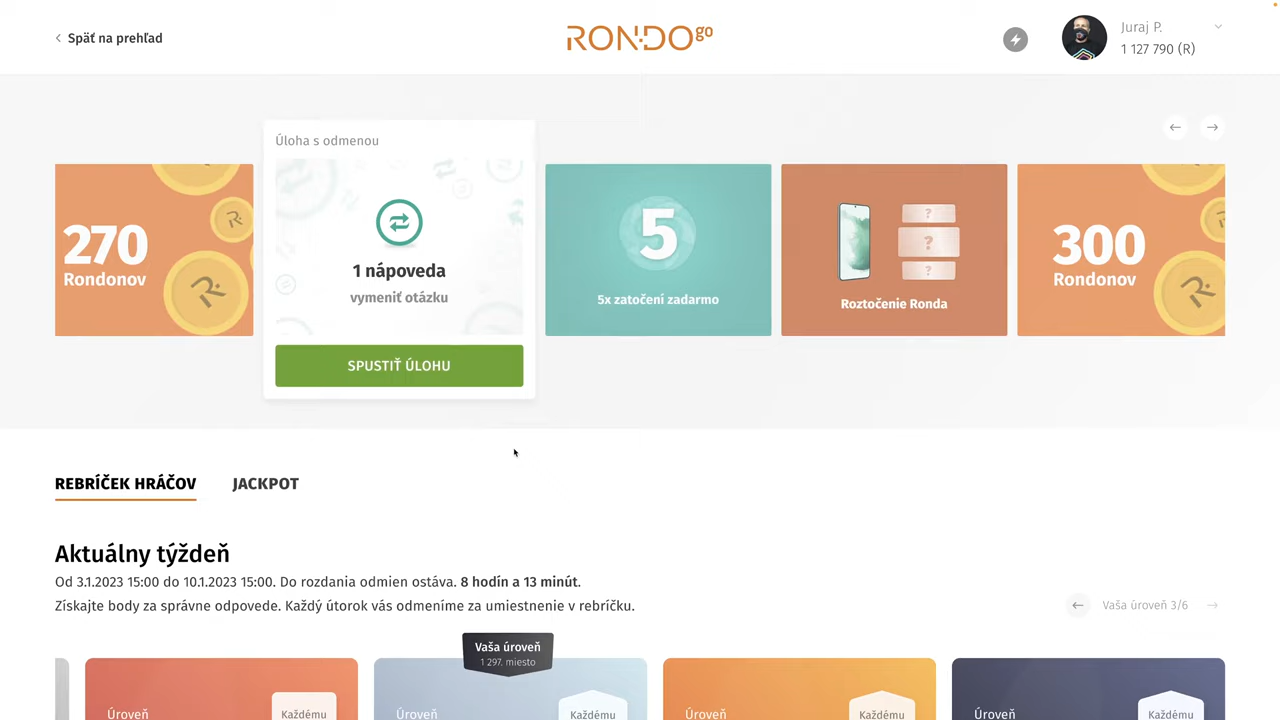 Späť na prehľad
RONDO go
Juraj P.
1 127 790 (R)
270
Rondonov
Úloha s odmenou
1 nápoveda
vymeniť otázku
SPUSTIŤ ÚLOHU
5
5x zatočení zadarmo
?
?
?
Roztočenie Ronda
300
Rondonov
REBRÍČEK HRÁČOV
JACKPOT
Aktuálny týždeň
Od 3.1.2023 15:00 do 10.1.2023 15:00. Do rozdania odmien ostáva. 8 hodín a 13 minút.
Získajte body za správne odpovede. Každý útorok vás odmeníme za umiestnenie v rebríčku.
Vaša úroveň 3/6
Vaša úroveň
1 297. miesto
Úroveň
Každému
Úroveň
Každému
Úroveň
Každému
Úroveň
Každému